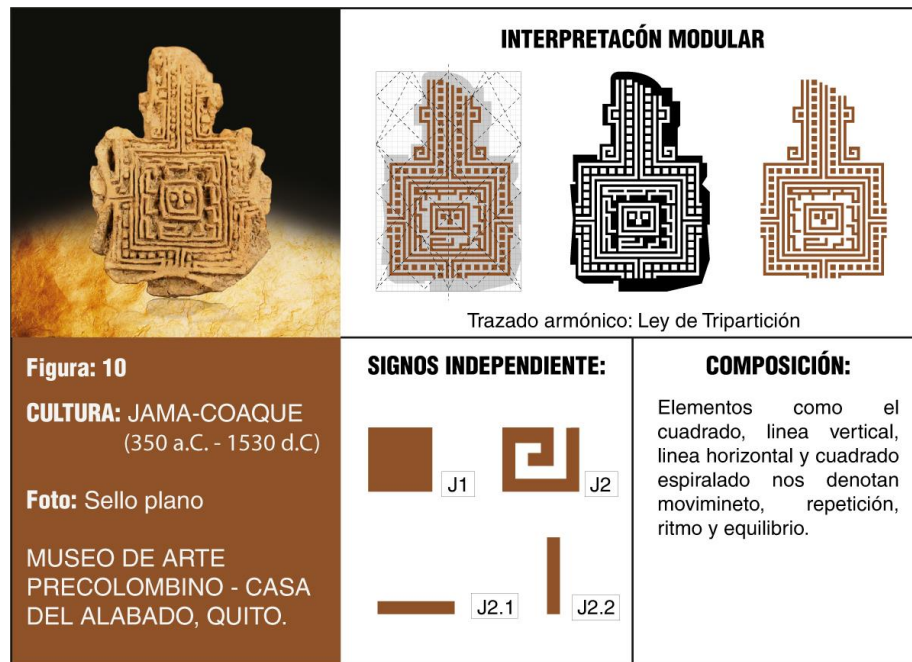 INTERPRETACÓN MODULAR
Trazado armónico: Ley de Tripartición
Figura: 10
CULTURA: JAMA-COAQUE
(350 a.C. - 1530 d.C)
Foto: Sello plano
MUSEO DE ARTE
PRECOLOMBINO - CASA
DEL ALABADO, QUITO.
SIGNOS INDEPENDIENTE:
J1
J2
J2.1
J2.2
COMPOSICIÓN:
Elementos como el
cuadrado, linea vertical,
linea horizontal y cuadrado
espiralado nos denotan
movimineto, repetición,
ritmo y equilibrio.